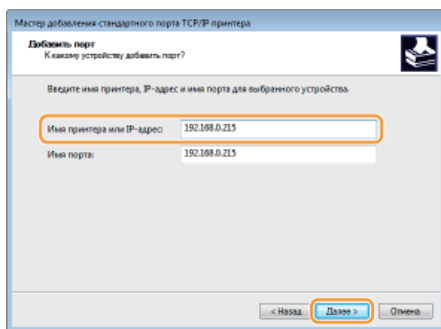 Мастер добавления стандартного порта TCP/IP принтера
Добавить порт
К какому устройству добавить порт?
Введите имя принтера, IP-адрес и имя порта для выбранного устройства.
Имя принтера или IP-адрес: 192.168.0.215
Имя порта: 192.168.0.215
< Назад Далее > Отмена